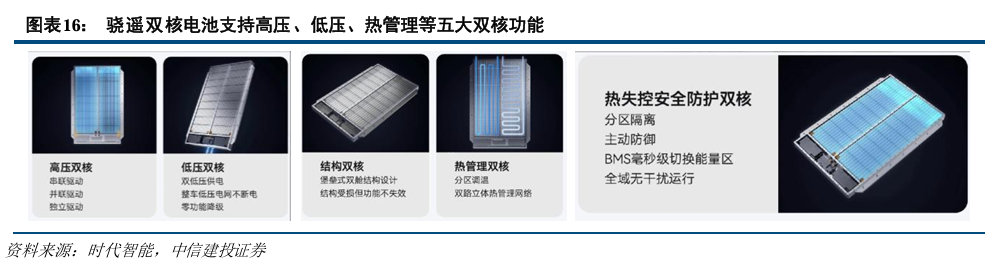 图表16： 骁遥双核电池支持高压、低压、热管理等五大双核功能
高压双核
串联驱动
并联驱动
独立驱动
低压双核
双低压供电
整车低压电网不断电
零功能降级
结构双核
堡垒式双舱结构设计
结构受损但功能不失效
热管理双核
分区调温
双路立体热管理网络
热失控安全防护双核
分区隔离
主动防御
BMS毫秒级切换能量区
全域无干扰运行
资料来源：时代智能，中信建投证券